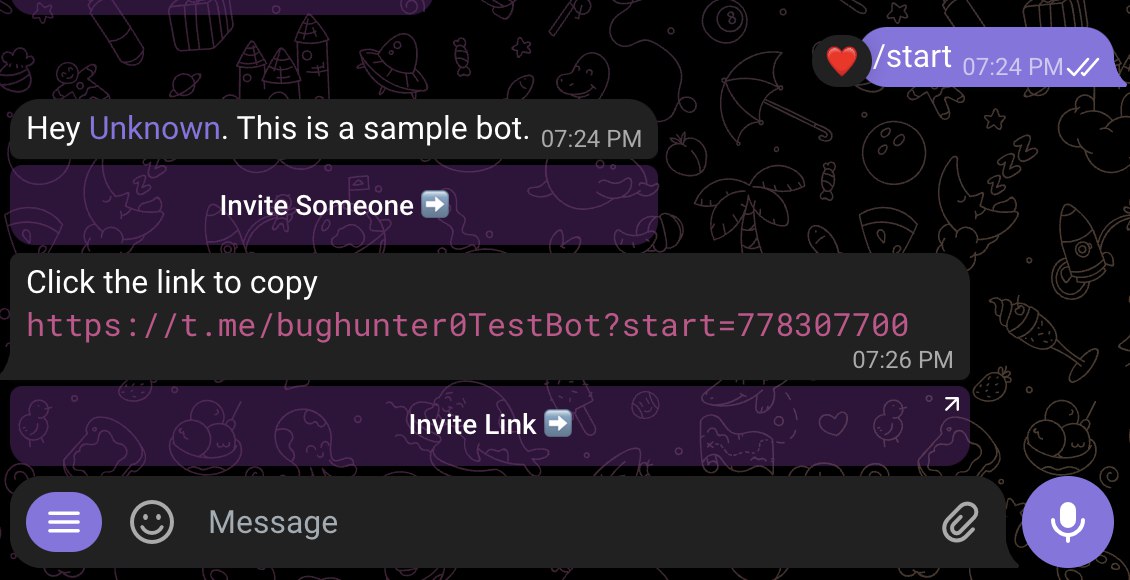 /start 07:24 PM
Hey Unknown. This is a sample bot. 07:24 PM
Invite Someone ➡️
Click the link to copy
https://t.me/bughunter0TestBot?start=778307700
07:26 PM
Invite Link ➡️
Message